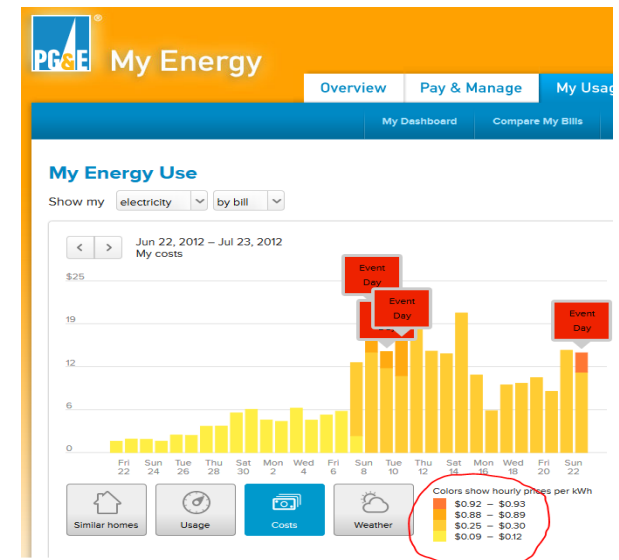 PG&E® My Energy
Overview Pay & Manage My Usag
My Dashboard Compare My Bills
My Energy Use
Show my electricity by bill
< > Jun 22, 2012 – Jul 23, 2012
My costs
$25
19
12
6
0
Event
Day
Event
Day
Event
Day
Fri Sun Tue Thu Sat Mon Wed Fri Sun Tue Thu Sat Mon Wed Fri Sun
22 24 26 28 30 2 4 6 8 10 12 14 16 18 20 22
Similar homes
Usage
Costs
Weather
Colors show hourly prices per kWh
$0.92 – $0.93
$0.88 – $0.89
$0.25 – $0.30
$0.09 – $0.12